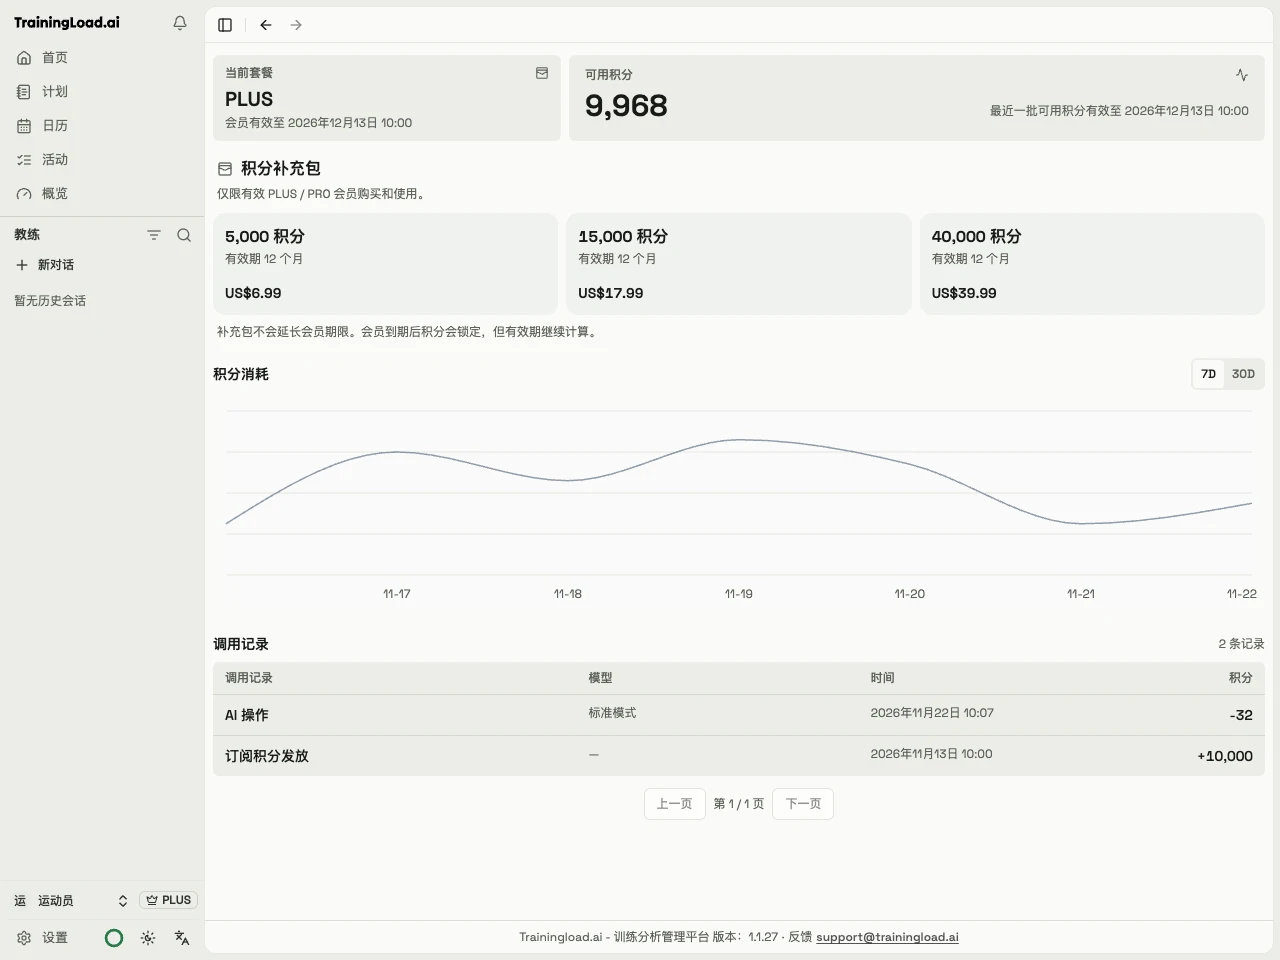 TrainingLoad.ai
首页
计划
日历
活动
概览
教练
新对话
暂无历史会话
运 运动员 PLUS
设置
当前套餐
PLUS
会员有效至 2026年12月13日 10:00
可用积分
9,968
最近一批可用积分有效至 2026年12月13日 10:00
积分补充包
仅限有效 PLUS / PRO 会员购买和使用。
5,000 积分
有效期 12 个月
US$6.99
15,000 积分
有效期 12 个月
US$17.99
40,000 积分
有效期 12 个月
US$39.99
补充包不会延长会员期限。会员到期后积分会锁定，但有效期继续计算。
积分消耗
7D 30D
11-17 11-18 11-19 11-20 11-21 11-22
调用记录 2 条记录
调用记录 模型 时间 积分
AI 操作 标准模式 2026年11月22日 10:07 -32
订阅积分发放 — 2026年11月13日 10:00 +10,000
上一页 第 1 / 1 页 下一页
Trainingload.ai - 训练分析管理平台 版本：1.1.27 · 反馈 support@trainingload.ai